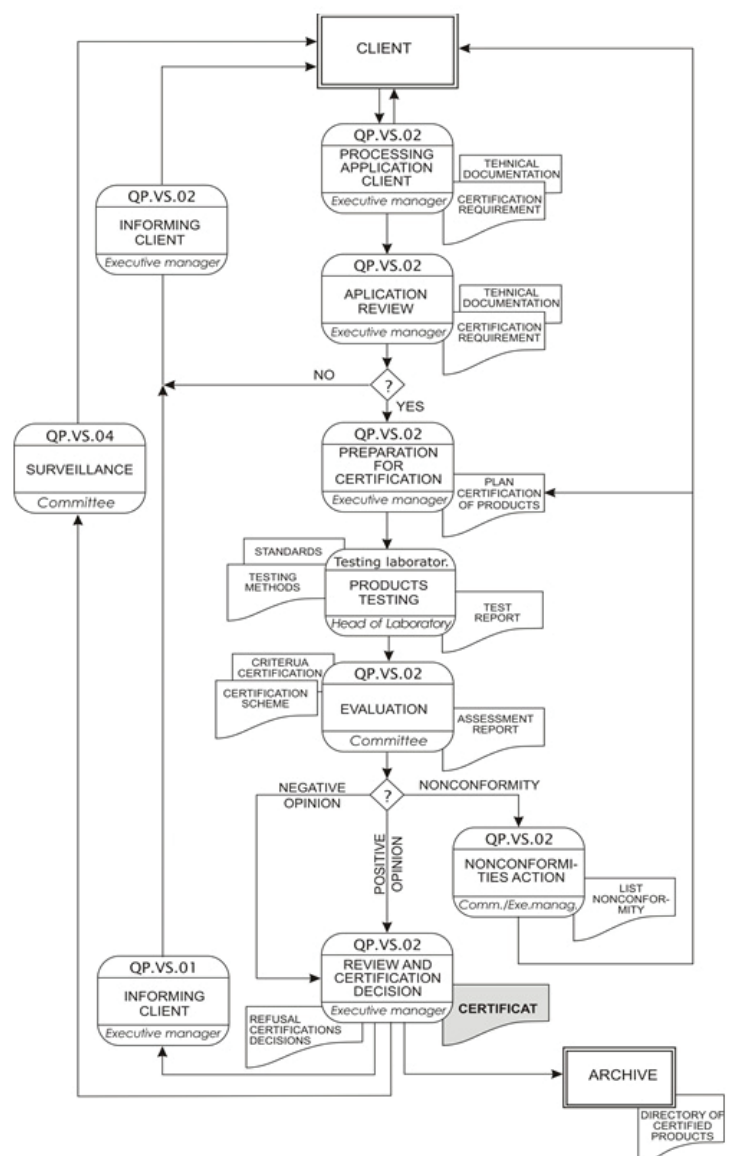 CLIENT
QP.VS.02
PROCESSING
APPLICATION
CLIENT
Executive manager
TEHNICAL
DOCUMENTATION
CERTIFICATION
REQUIREMENT
QP.VS.02
INFORMING
CLIENT
Executive manager
QP.VS.02
APLICATION
REVIEW
Executive manager
TEHNICAL
DOCUMENTATION
CERTIFICATION
REQUIREMENT
NO
?
YES
QP.VS.04
SURVEILLANCE
Committee
QP.VS.02
PREPARATION
FOR
CERTIFICATION
Executive manager
PLAN
CERTIFICATION
OF PRODUCTS
STANDARDS
TESTING
METHODS
Testing laborator.
PRODUCTS
TESTING
Head of Laboratory
TEST
REPORT
CRITERUA
CERTIFICATION
CERTIFICATION
SCHEME
QP.VS.02
EVALUATION
Committee
ASSESSMENT
REPORT
NEGATIVE
OPINION
?
NONCONFORMITY
POSITIVE
OPINION
QP.VS.02
NONCONFORMI-
TIES ACTION
Comm./Exe.manag.
LIST
NONCONFOR-
MITY
QP.VS.01
INFORMING
CLIENT
Executive manager
QP.VS.02
REVIEW AND
CERTIFICATION
DECISION
Executive manager
REFUSAL
CERTIFICATIONS
DECISIONS
CERTIFICAT
ARCHIVE
DIRECTORY OF
CERTIFIED
PRODUCTS